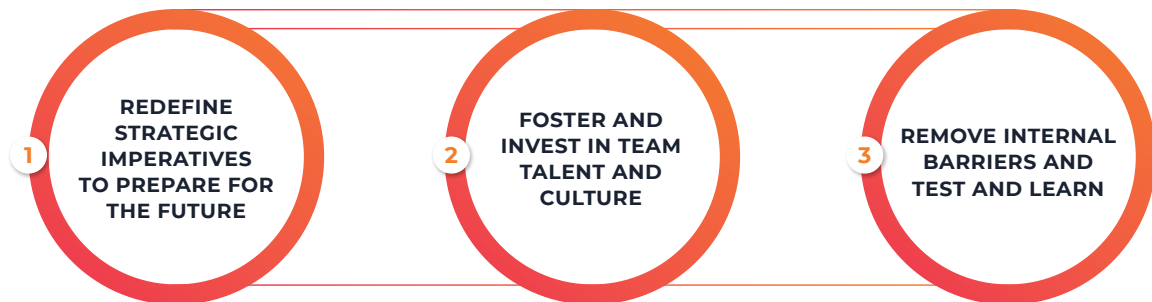 1
REDEFINE
STRATEGIC
IMPERATIVES
TO PREPARE FOR
THE FUTURE
2
FOSTER AND
INVEST IN TEAM
TALENT AND
CULTURE
3
REMOVE INTERNAL
BARRIERS AND
TEST AND LEARN